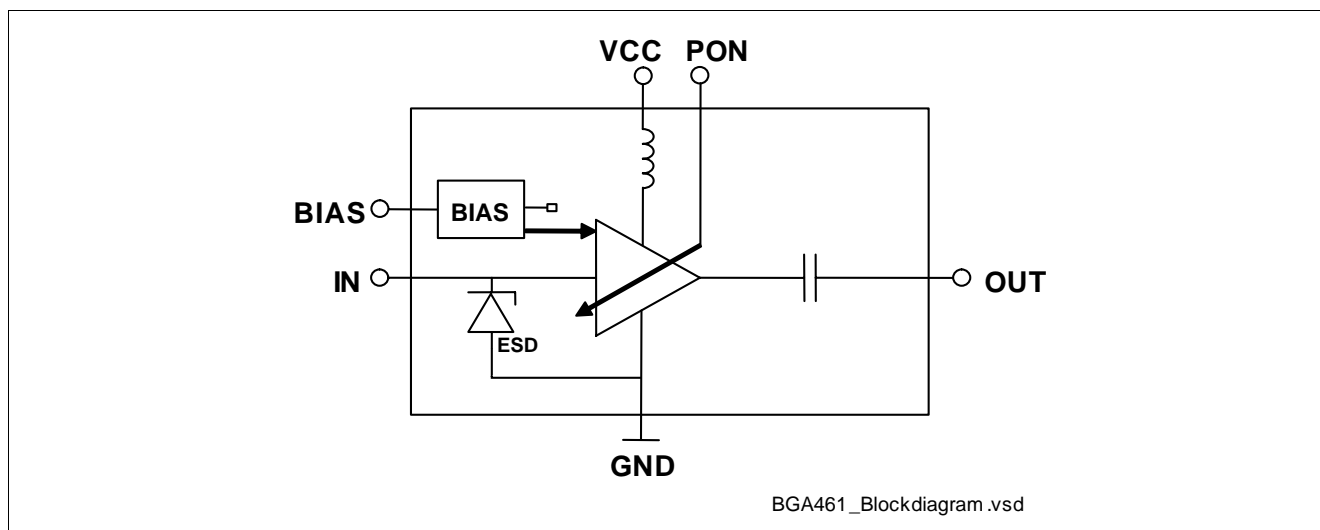 VCC PON
BIAS
BIAS
IN
OUT
ESD
GND
BGA461_Blockdiagram.vsd